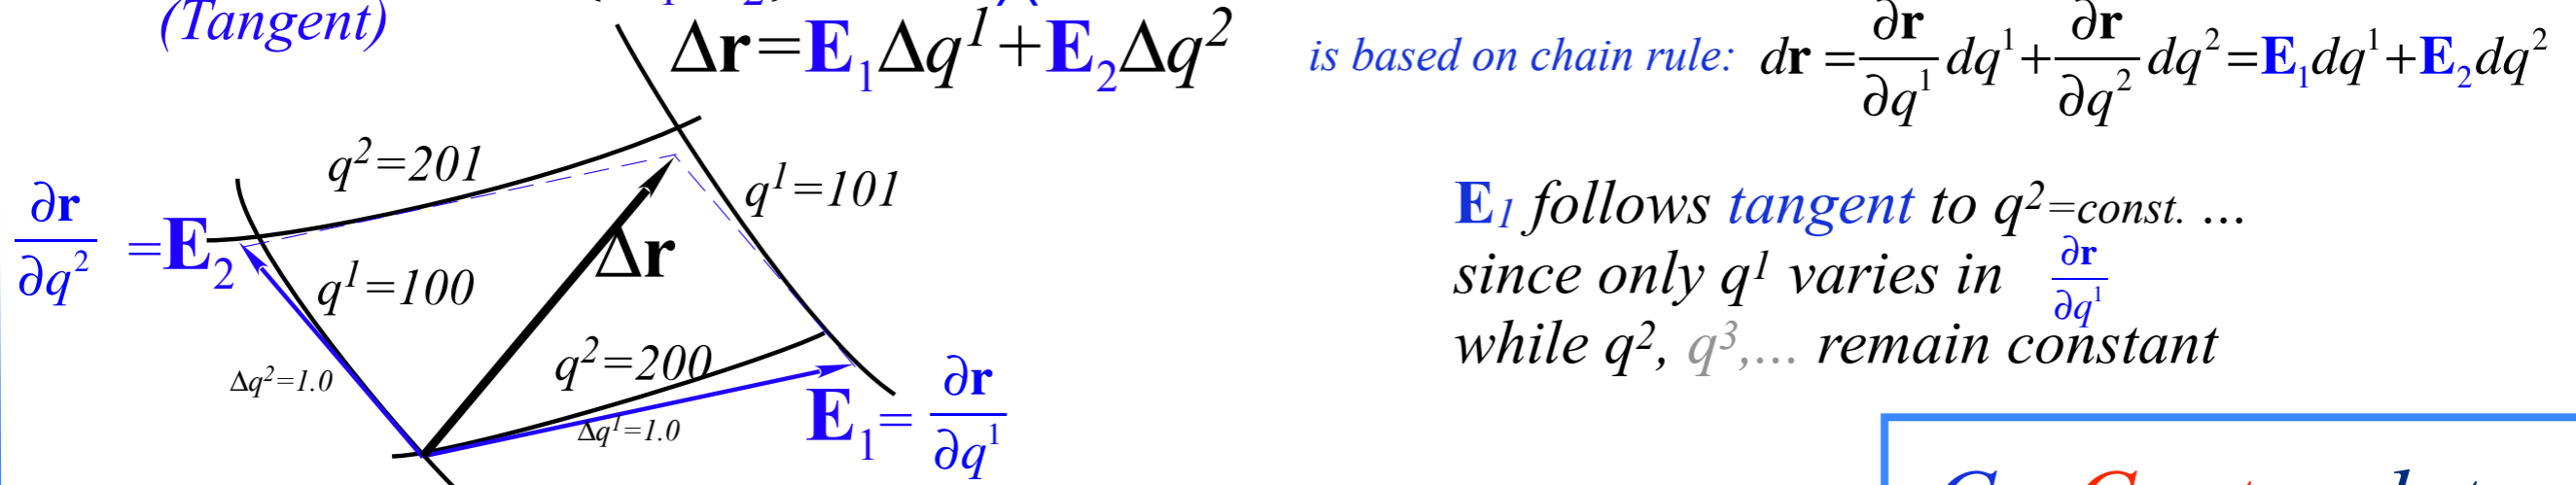 (Tangent)
Δr=E₁Δq¹+E₂Δq²
is based on chain rule: dr = ∂r/∂q¹ dq¹ + ∂r/∂q² dq² = E₁dq¹+E₂dq²
q²=201
q¹=101
∂r/∂q² =E₂
Δr
q¹=100
E₁ follows tangent to q²=const. ...
since only q¹ varies in ∂r/∂q¹
while q², q³,... remain constant
q²=200
Δq²=1.0
Δq¹=1.0
E₁= ∂r/∂q¹